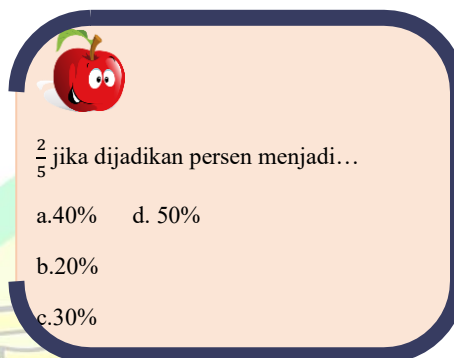 2/5 jika dijadikan persen menjadi…
a.40% d. 50%
b.20%
c.30%